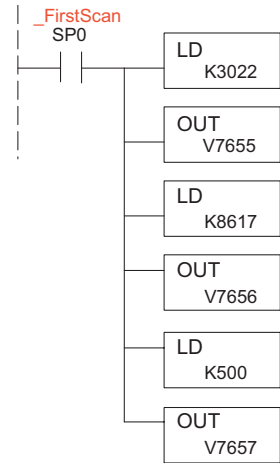 _FirstScan
SP0
LD
K3022
OUT
V7655
LD
K8617
OUT
V7656
LD
K500
OUT
V7657